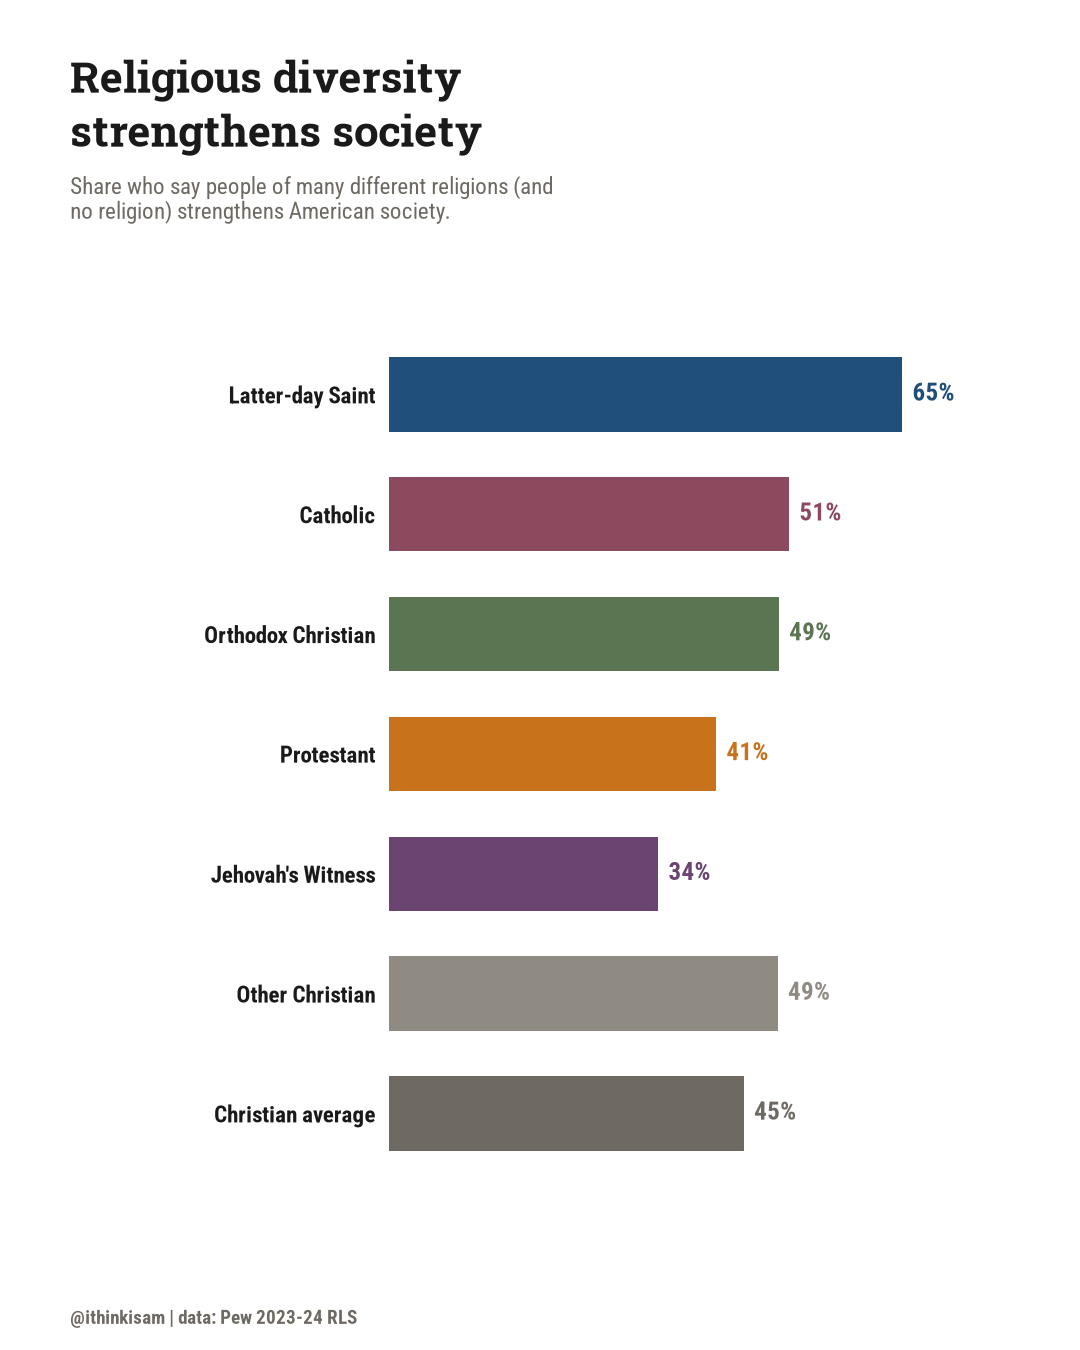 Religious diversity
strengthens society
Share who say people of many different religions (and
no religion) strengthens American society.
Latter-day Saint 65%
Catholic 51%
Orthodox Christian 49%
Protestant 41%
Jehovah's Witness 34%
Other Christian 49%
Christian average 45%
@ithinkisam | data: Pew 2023-24 RLS